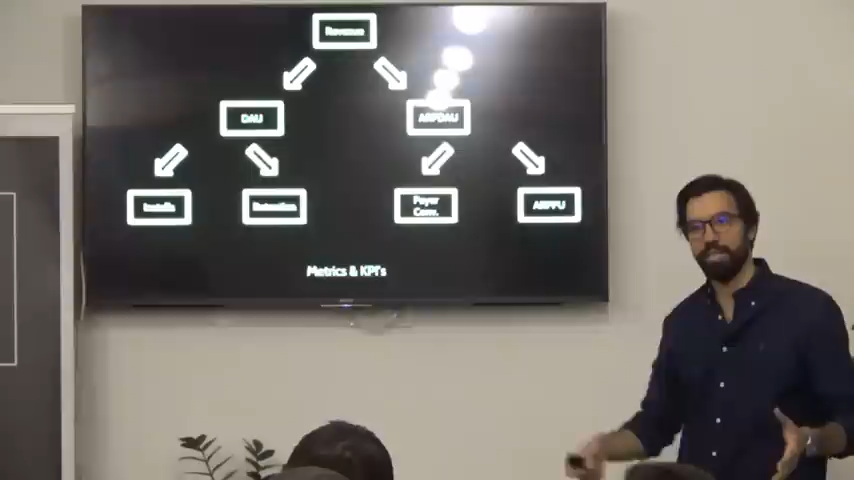 Revenue
DAU
ARPDAU
Installs
Retention
Payer
Conv.
ARPPU
Metrics & KPI's